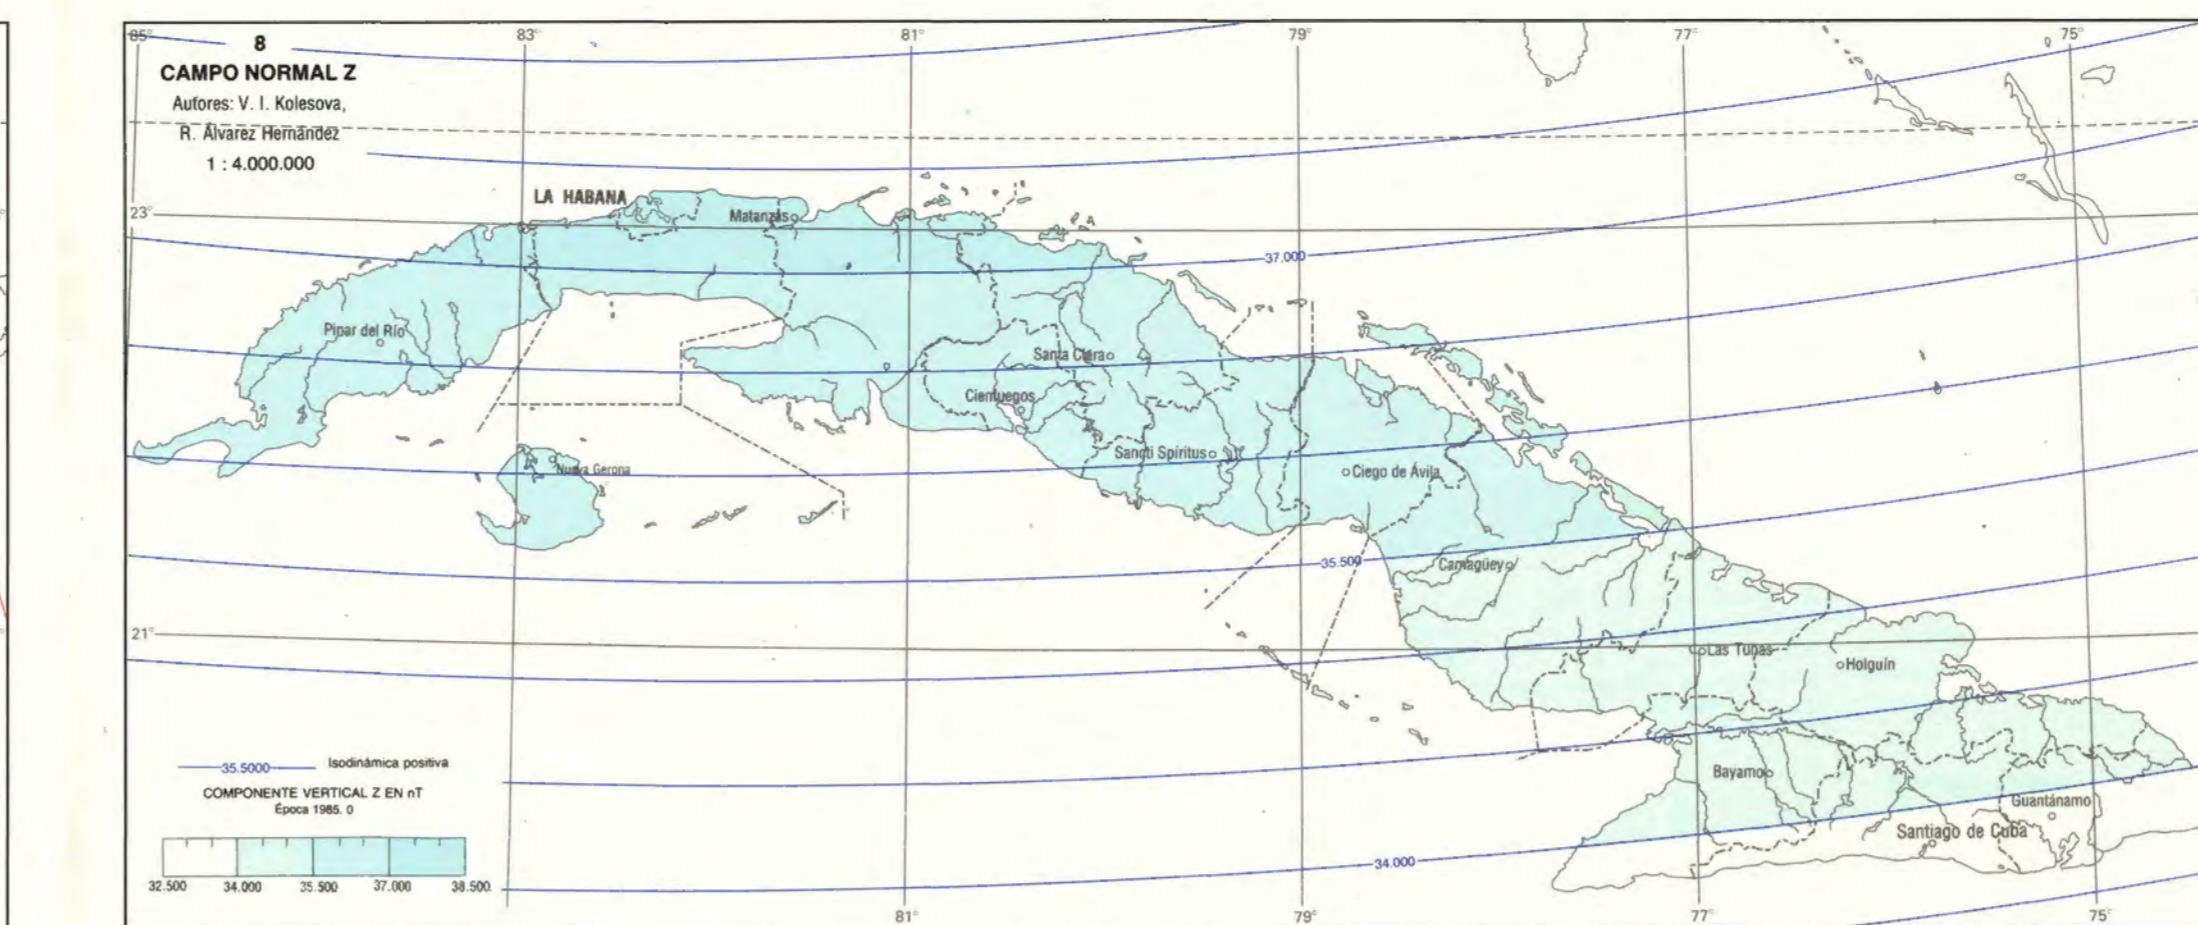 85° 83° 81° 79° 77° 75°
8
CAMPO NORMAL Z
Autores: V. I. Kolesova,
R. Álvarez Hernández
1 : 4.000.000
LA HABANA
23°
Matanzas
37.000
Pinar del Río
Santa Clara
Cienfuegos
Sancti Spíritus
Nueva Gerona
Ciego de Ávila
35.500
Camagüey
21°
Las Tunas
Holguín
35.5000 Isodinámica positiva
COMPONENTE VERTICAL Z EN nT
Época 1985. 0
Bayamo
Guantánamo
Santiago de Cuba
34.000
32.500 34.000 35.500 37.000 38.500
81° 79° 77° 75°